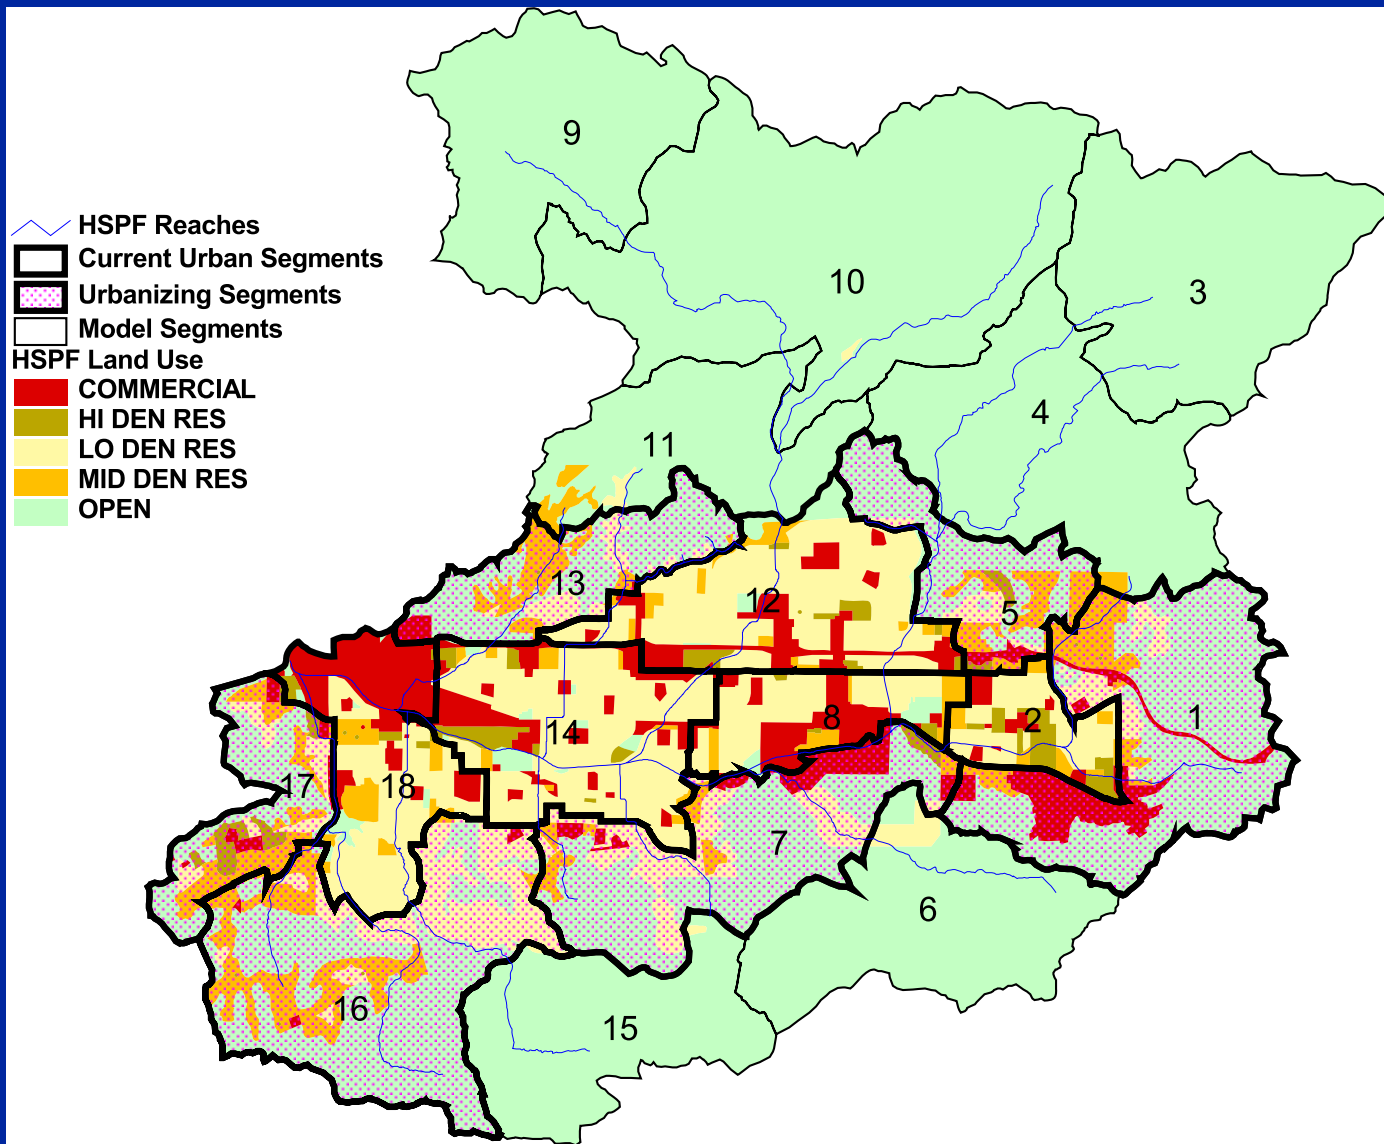 HSPF Reaches
Current Urban Segments
Urbanizing Segments
Model Segments
HSPF Land Use
COMMERCIAL
HI DEN RES
LO DEN RES
MID DEN RES
OPEN
9
10
3
4
11
13
12
5
1
2
8
14
18
17
7
6
16
15